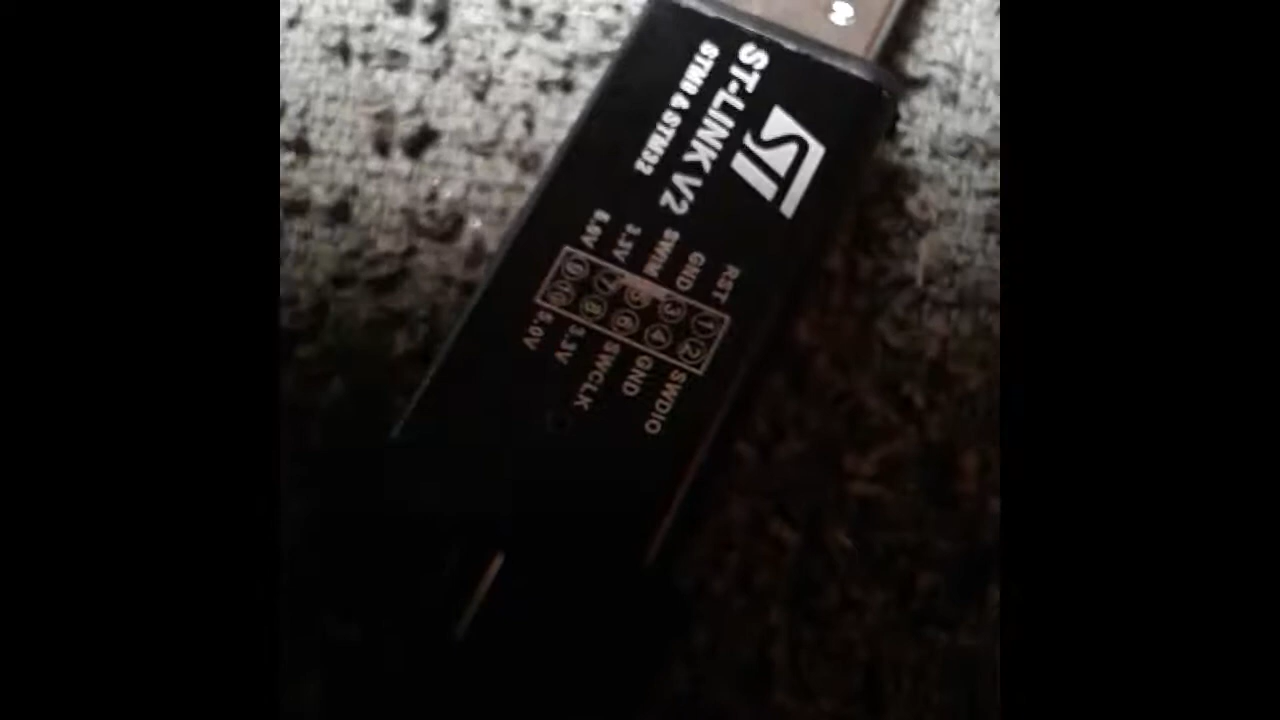 ST
ST-LINK V2
STM8 & STM32
RST 1 2 SWDIO
GND 3 4 GND
SWIM 5 6 SWCLK
3.3V 7 8 3.3V
5.0V 9 10 5.0V